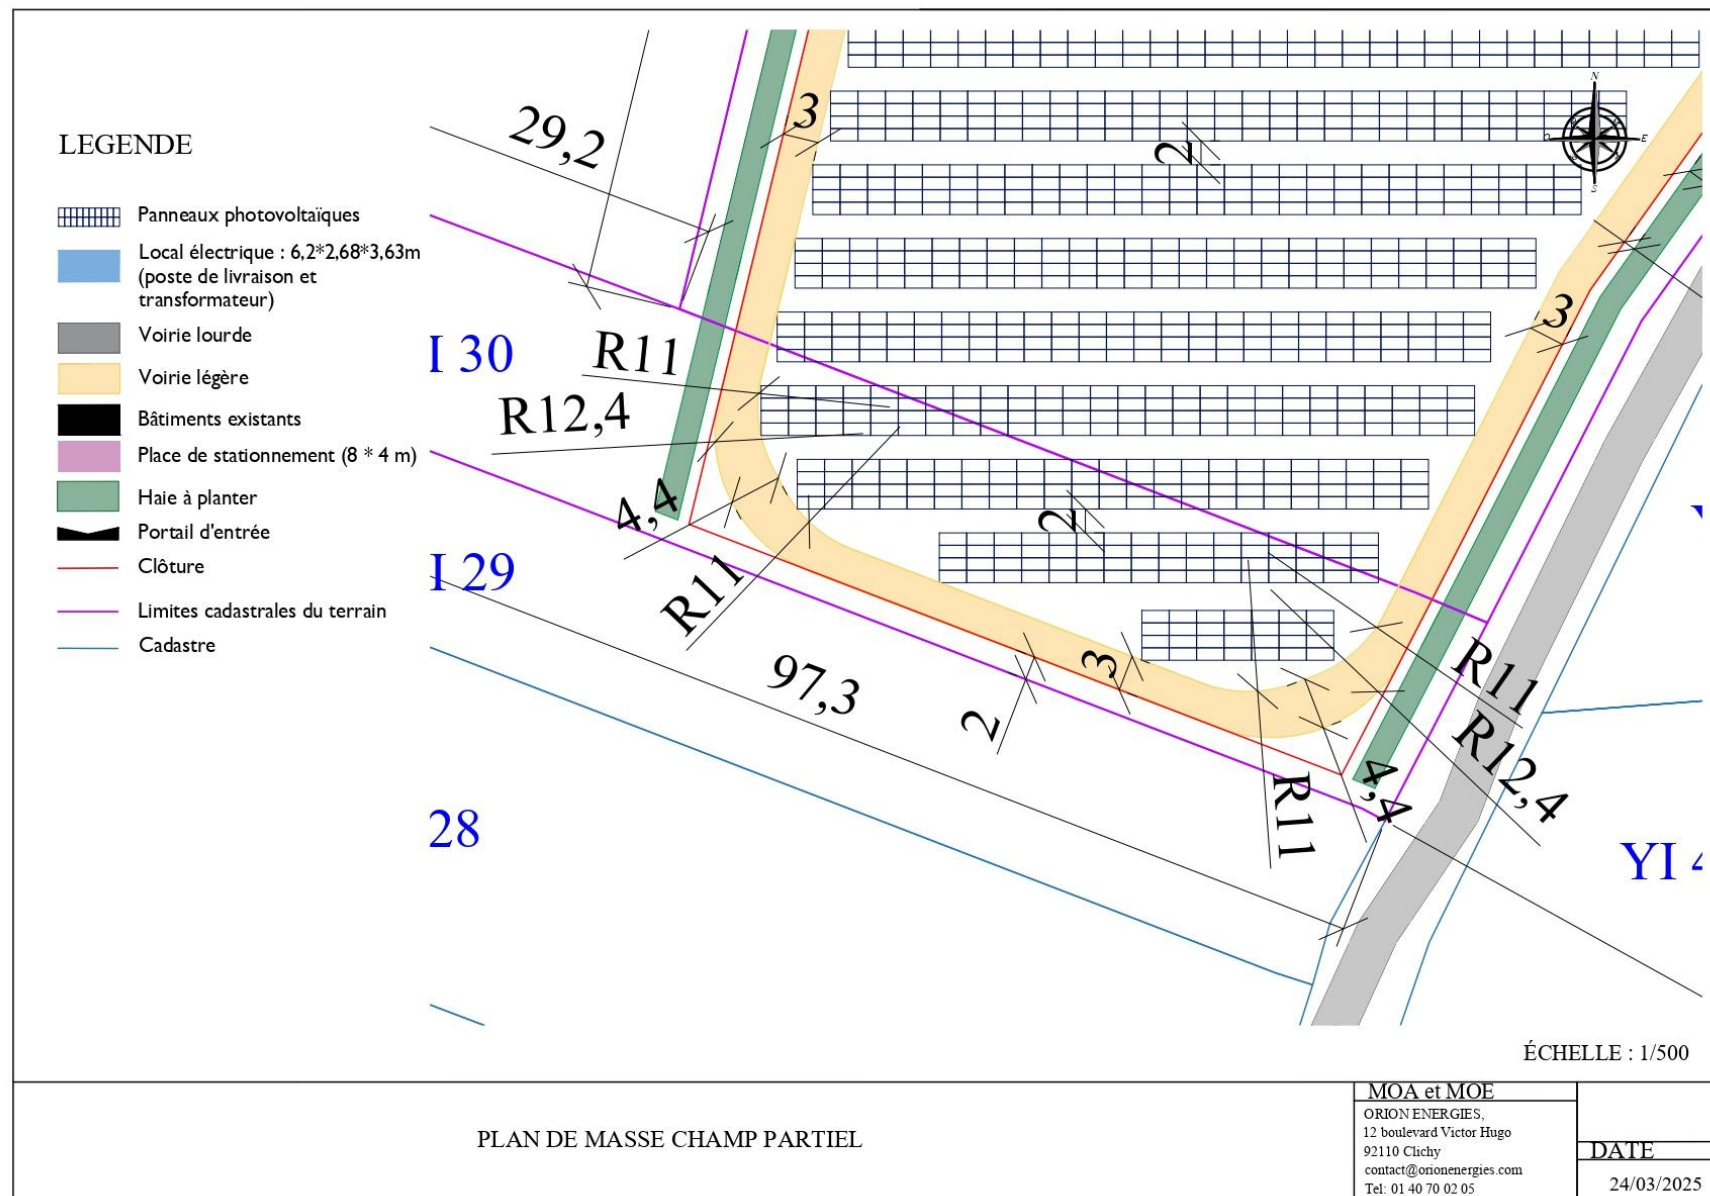 LEGENDE
Panneaux photovoltaïques
Local électrique : 6,2*2,68*3,63m
(poste de livraison et
transformateur)
Voirie lourde
Voirie légère
Bâtiments existants
Place de stationnement (8 * 4 m)
Haie à planter
Portail d'entrée
Clôture
Limites cadastrales du terrain
Cadastre
29,2
3
2
N
O
E
S
3
I 30
R11
R12,4
4,4
2
I 29
R11
97,3
3
2
R11
R12,4
4,4
R11
28
YI 4
ÉCHELLE : 1/500
PLAN DE MASSE CHAMP PARTIEL
MOA et MOE
ORION ENERGIES,
12 boulevard Victor Hugo
92110 Clichy
contact@orionenergies.com
Tel: 01 40 70 02 05
DATE
24/03/2025